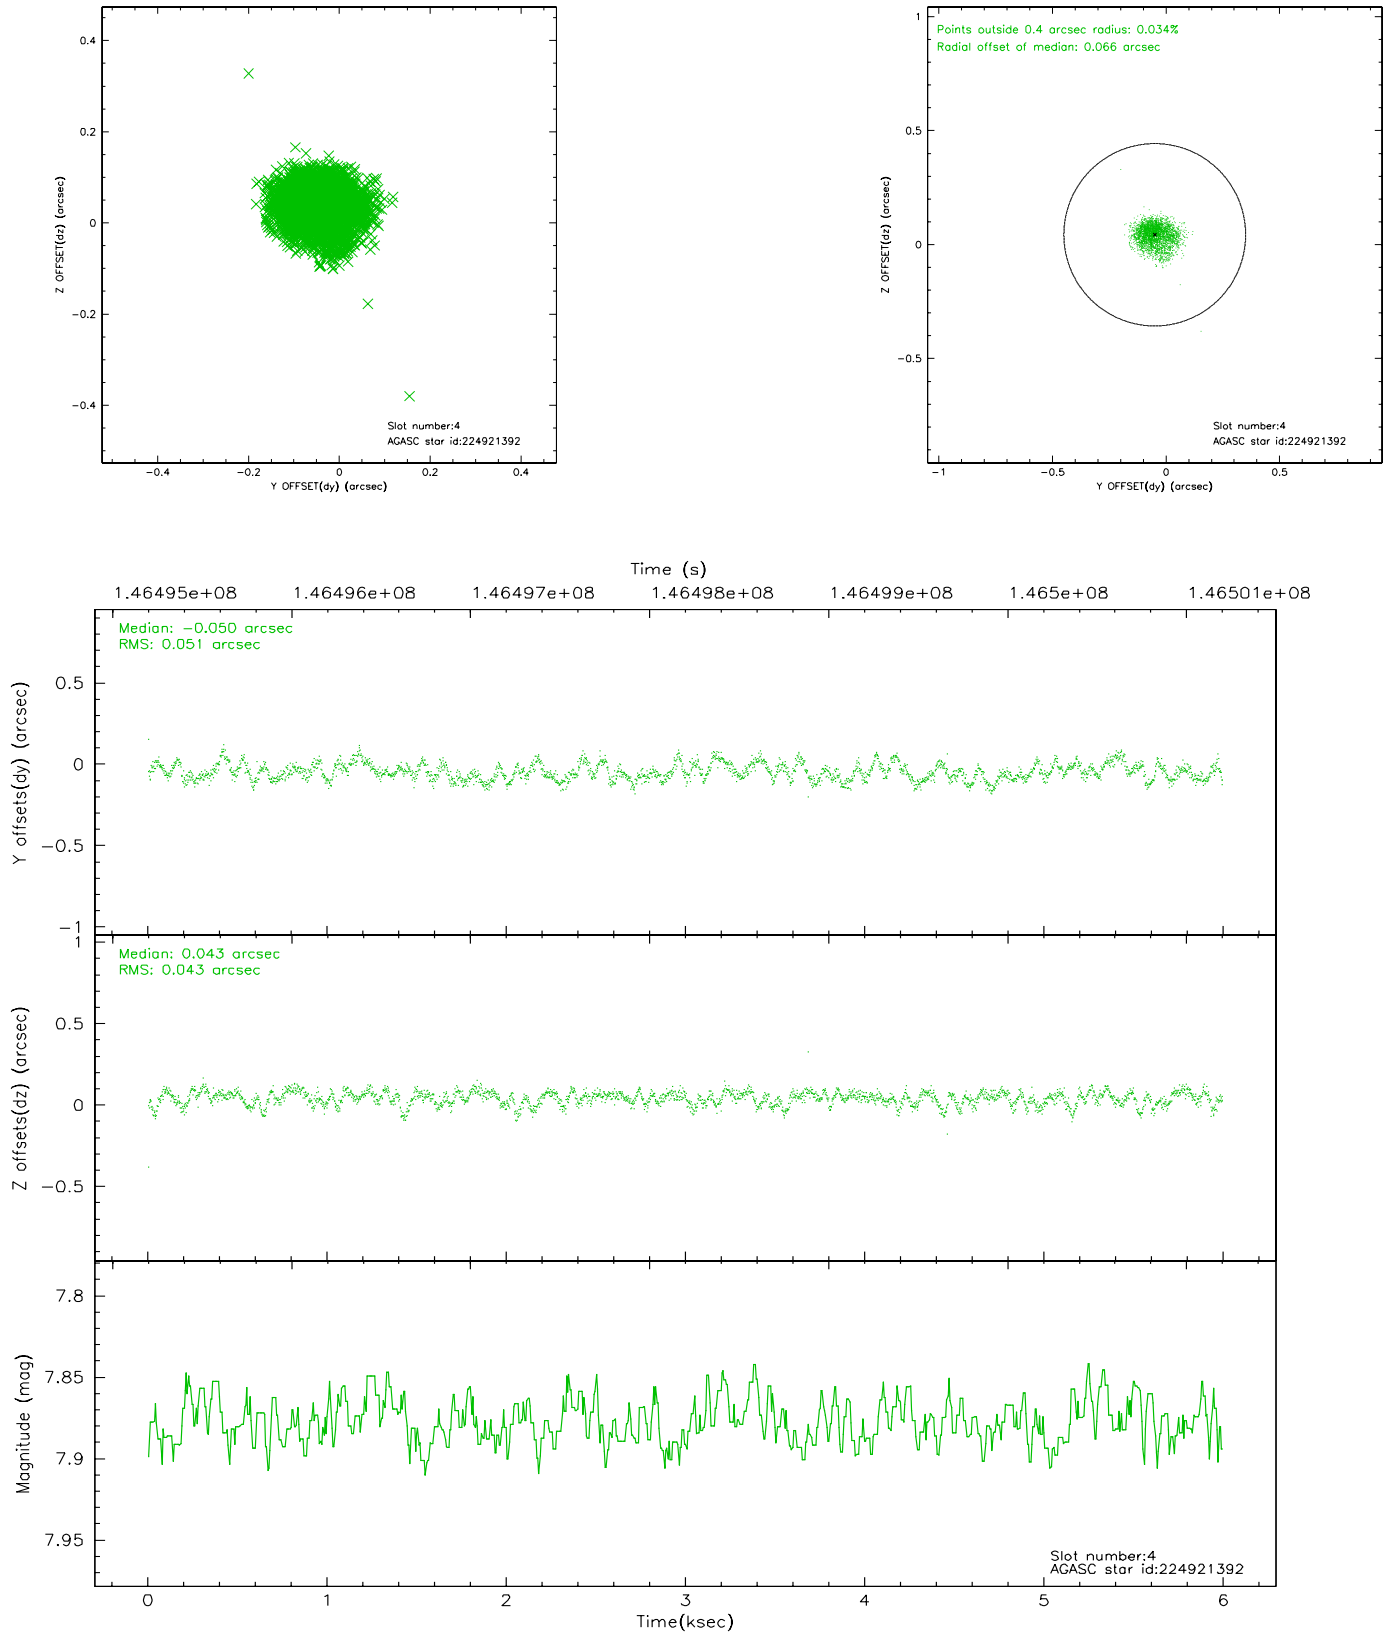 0.4
0.2
0
−0.2
−0.4
Z OFFSET(dz) (arcsec)
Slot number:4
AGASC star id:224921392
−0.4 −0.2 0 0.2 0.4
Y OFFSET(dy) (arcsec)
Points outside 0.4 arcsec radius: 0.034%
Radial offset of median: 0.066 arcsec
1
0.5
0
−0.5
Z OFFSET(dz) (arcsec)
Slot number:4
AGASC star id:224921392
−1 −0.5 0 0.5
Y OFFSET(dy) (arcsec)
Time (s)
1.46495e+08 1.46496e+08 1.46497e+08 1.46498e+08 1.46499e+08 1.465e+08 1.46501e+08
Median: −0.050 arcsec
RMS: 0.051 arcsec
0.5
0
−0.5
−1
Y offsets(dy) (arcsec)
Median: 0.043 arcsec
RMS: 0.043 arcsec
1
0.5
0
−0.5
Z offsets(dz) (arcsec)
7.8
7.85
7.9
7.95
Magnitude (mag)
Slot number:4
AGASC star id:224921392
0 1 2 3 4 5 6
Time(ksec)